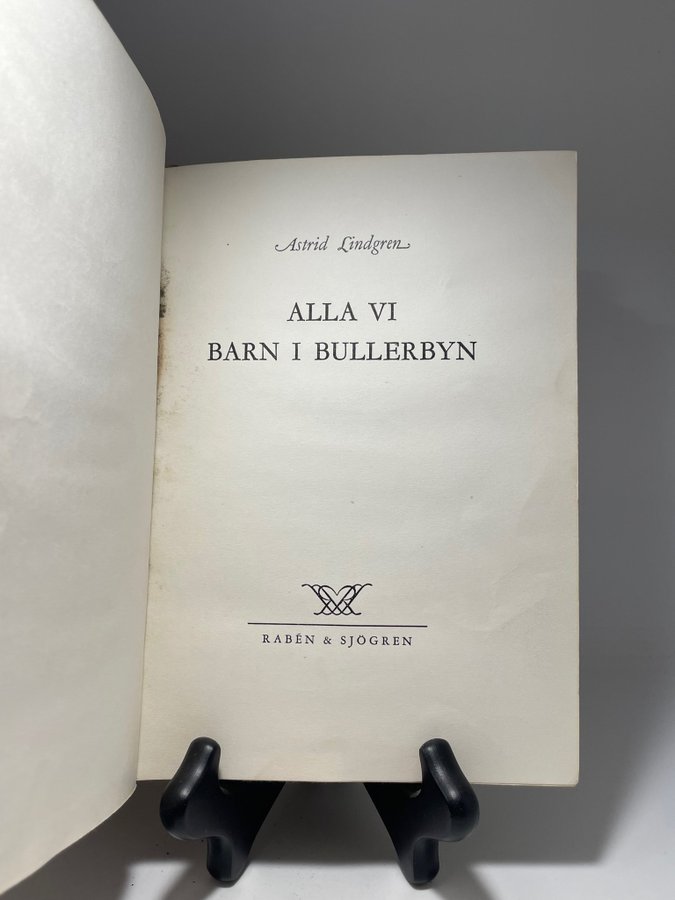 Astrid Lindgren
ALLA VI
BARN I BULLERBYN
RABÉN & SJÖGREN